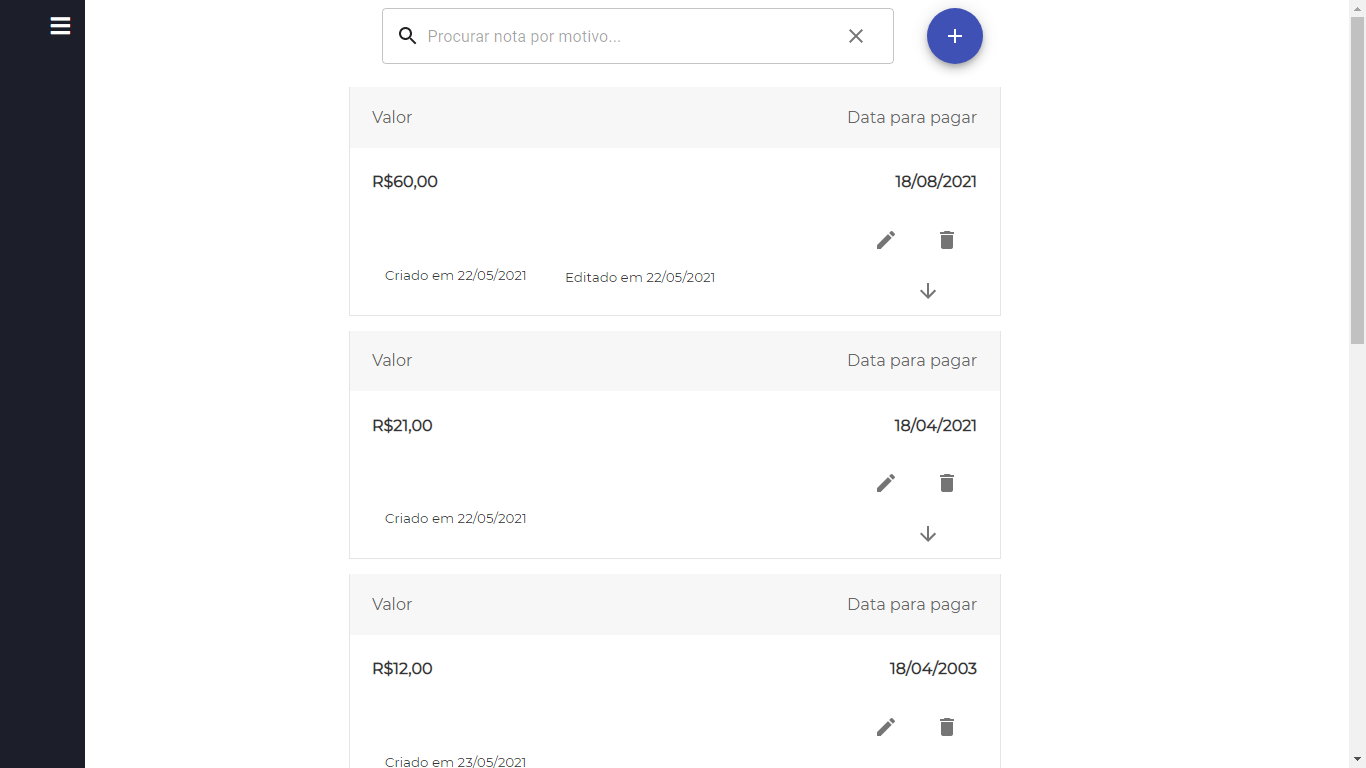 Procurar nota por motivo...
Valor Data para pagar
R$60,00 18/08/2021
Criado em 22/05/2021 Editado em 22/05/2021
Valor Data para pagar
R$21,00 18/04/2021
Criado em 22/05/2021
Valor Data para pagar
R$12,00 18/04/2003
Criado em 23/05/2021